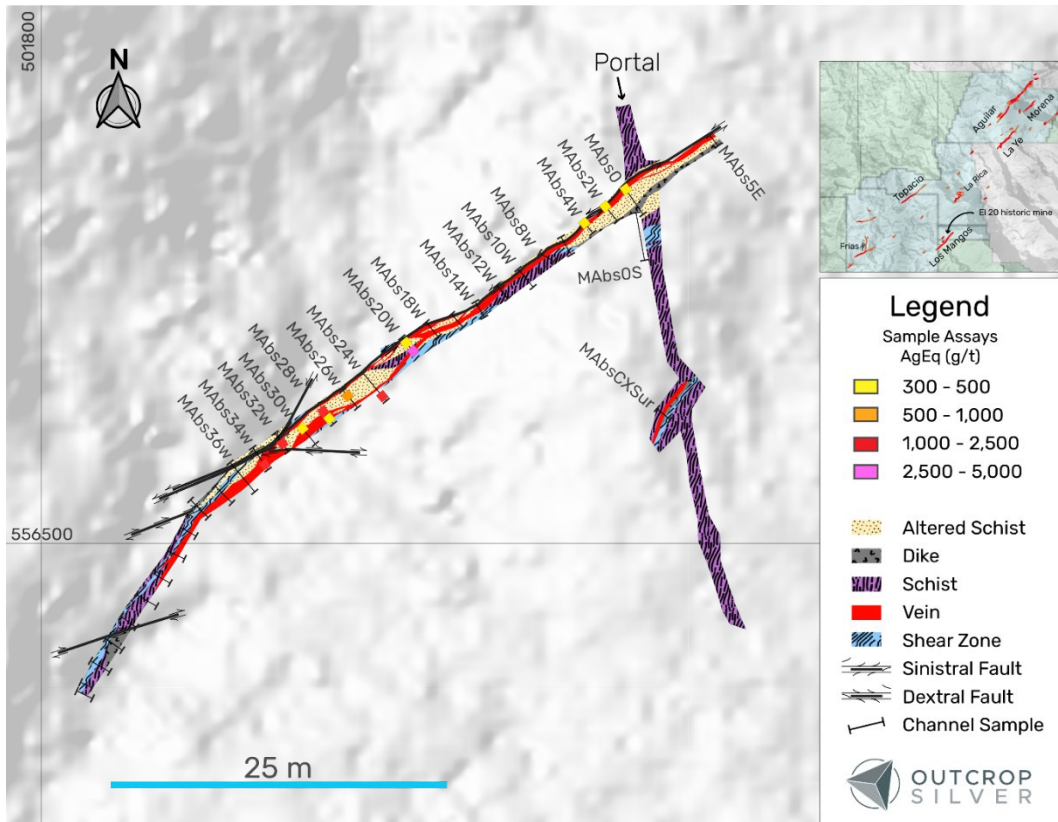 501800
N
Portal
MAbs5E
MAbs0
MAbs2W
MAbs4W
MAbs0S
MAbs8W
MAbs10W
MAbs12W
MAbs14W
MAbs18W
MAbs20W
MAbs24W
MAbs26W
MAbs28W
MAbs30W
MAbs32W
MAbs34W
MAbs36W
MAbsCXSur
556500
25 m
Aguilar
Morena
La Ye
Topacio
La Rica
El 20 historic mine
Frias
Los Mangos
Legend
Sample Assays
AgEq (g/t)
300 - 500
500 - 1,000
1,000 - 2,500
2,500 - 5,000
Altered Schist
Dike
Schist
Vein
Shear Zone
Sinistral Fault
Dextral Fault
Channel Sample
OUTCROP
SILVER